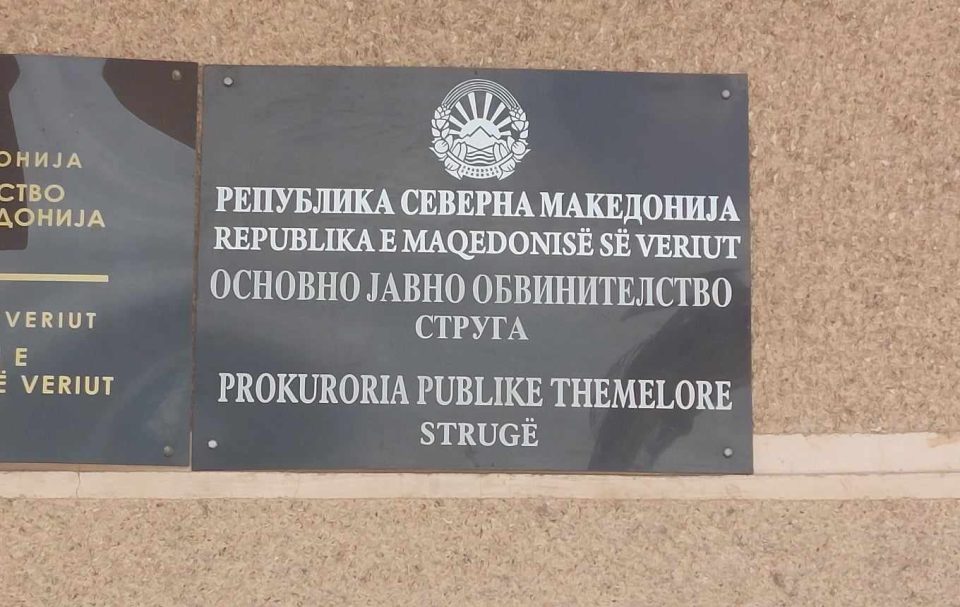 ОНИЈА
СТВО
ДОНИЈА
VERIUT
E
Ë VERIUT
РЕПУБЛИКА СЕВЕРНА МАКЕДОНИЈА
REPUBLIKA E MAQEDONISË SË VERIUT
ОСНОВНО ЈАВНО ОБВИНИТЕЛСТВО
СТРУГА
PROKURORIA PUBLIKE THEMELORE
STRUGË